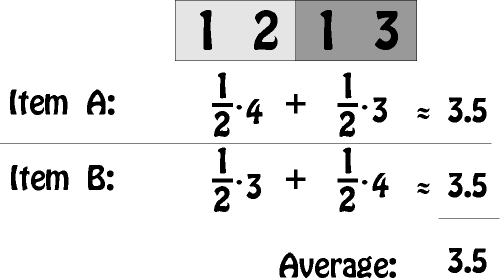 1 2 1 3
Item A: 1/2·4 + 1/2·3 ≈ 3.5
Item B: 1/2·3 + 1/2·4 ≈ 3.5
Average: 3.5